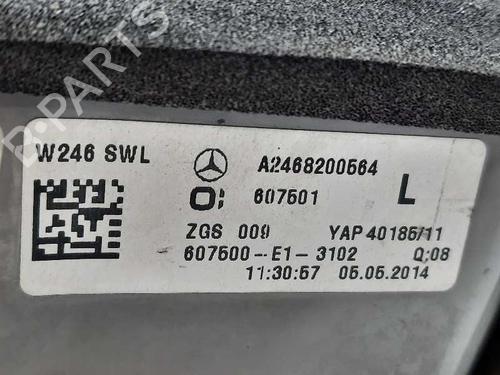 B-PARTS
W246 SWL
A2468200564
607501 L
ZGS 009 YAP 40185/11
607500-E1-3102 Q:08
11:30:57 05.05.2014